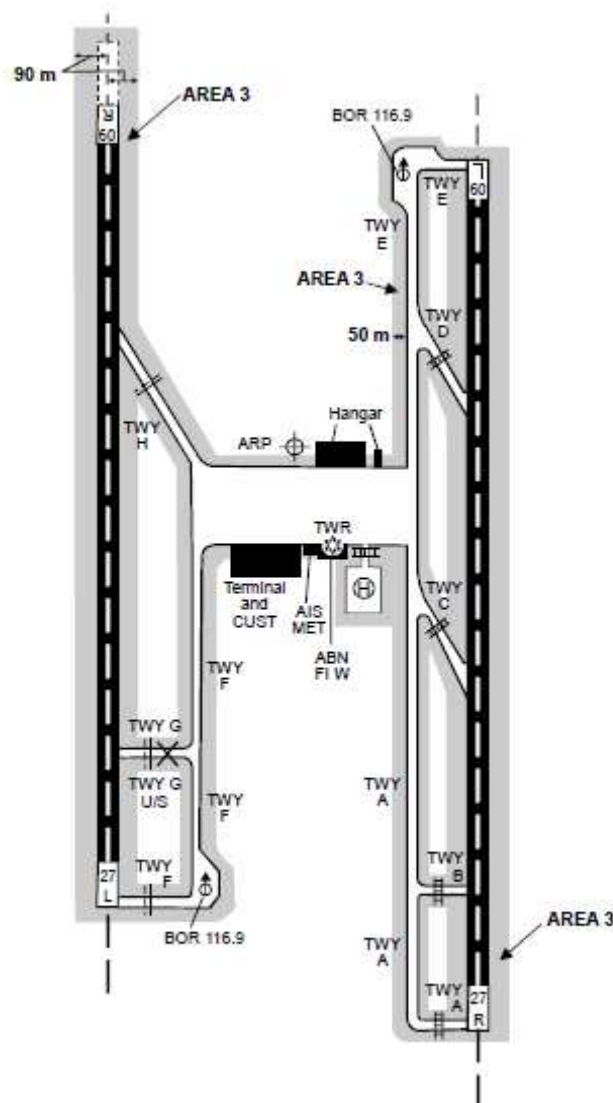 90 m
AREA 3
09
R
BOR 116.9
09
L
TWY
E
TWY
E
AREA 3
TWY
D
50 m
TWY
H
ARP
Hangar
TWR
Terminal
and
CUST
AIS
MET
H
ABN
FI W
TWY
C
TWY
F
TWY G
TWY G
U/S
TWY
F
TWY
A
TWY
F
27
L
BOR 116.9
TWY
B
AREA 3
TWY
A
TWY
A
27
R